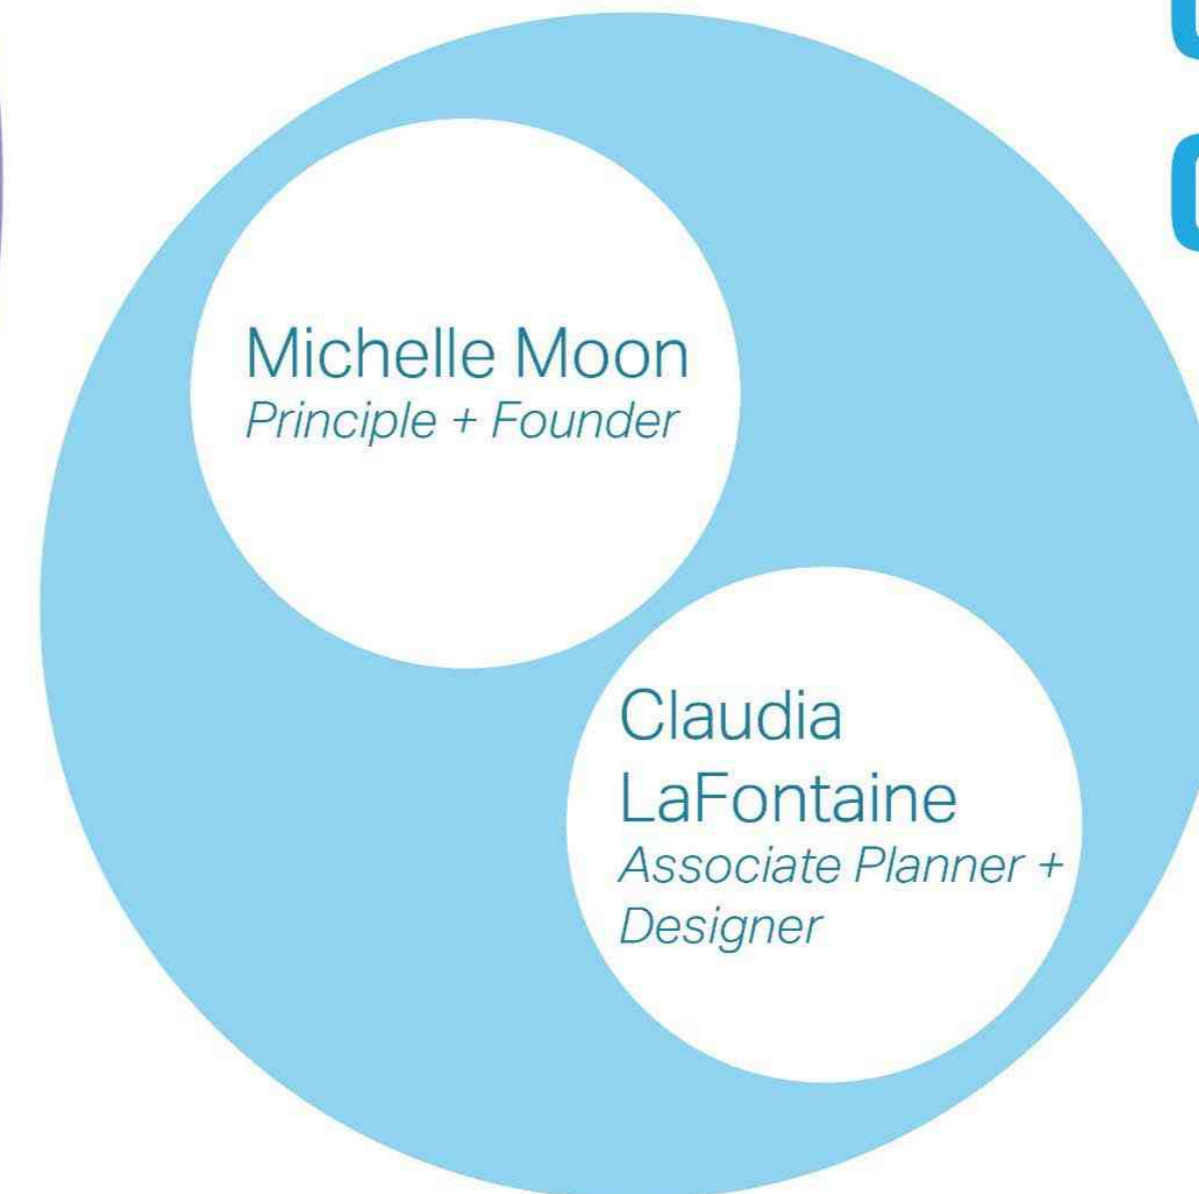 Michelle Moon
Principle + Founder
Claudia
LaFontaine
Associate Planner +
Designer